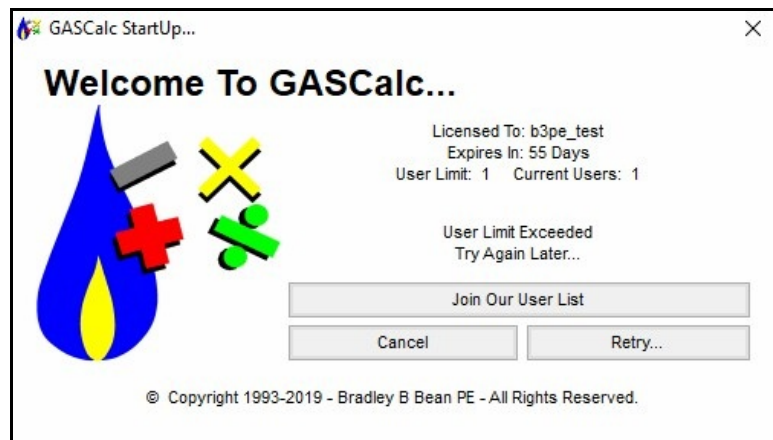 GASCalc StartUp...
Welcome To GASCalc...
Licensed To: b3pe_test
Expires In: 55 Days
User Limit: 1 Current Users: 1
User Limit Exceeded
Try Again Later...
Join Our User List
Cancel Retry...
© Copyright 1993-2019 - Bradley B Bean PE - All Rights Reserved.